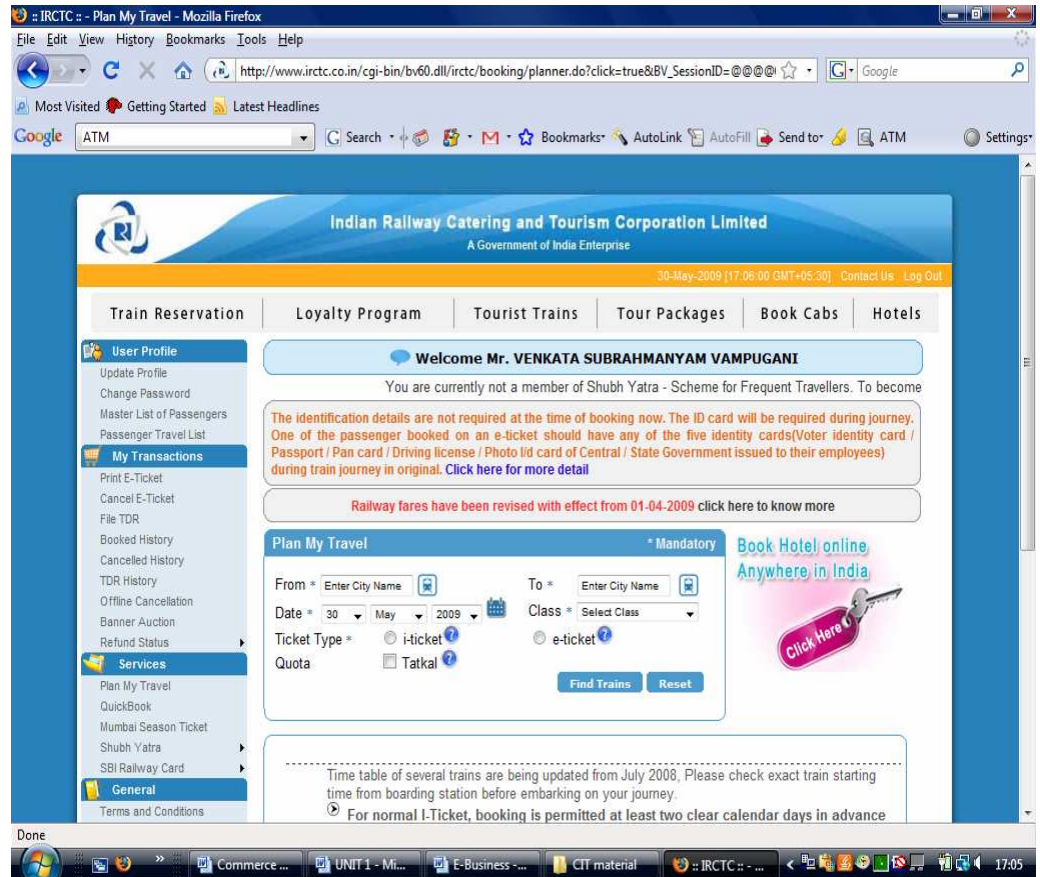 :: IRCTC :: - Plan My Travel - Mozilla Firefox
File Edit View History Bookmarks Tools Help
http://www.irctc.co.in/cgi-bin/bv60.dll/irctc/booking/planner.do?click=true&BV_SessionID=@@@@ Google
Most Visited Getting Started Latest Headlines
Google ATM Search Bookmarks AutoLink AutoFill Send to ATM Settings
Indian Railway Catering and Tourism Corporation Limited
A Government of India Enterprise
30-May-2009 [17:06:00 GMT+05:30] Contact Us Log Out
Train Reservation Loyalty Program Tourist Trains Tour Packages Book Cabs Hotels
User Profile
Update Profile
Change Password
Master List of Passengers
Passenger Travel List
My Transactions
Print E-Ticket
Cancel E-Ticket
File TDR
Booked History
Cancelled History
TDR History
Offline Cancellation
Banner Auction
Refund Status
Services
Plan My Travel
QuickBook
Mumbai Season Ticket
Shubh Yatra
SBI Railway Card
General
Terms and Conditions
Welcome Mr. VENKATA SUBRAHMANYAM VAMPUGANI
You are currently not a member of Shubh Yatra - Scheme for Frequent Travellers. To become
The identification details are not required at the time of booking now. The ID card will be required during journey.
One of the passenger booked on an e-ticket should have any of the five identity cards(Voter identity card /
Passport / Pan card / Driving license / Photo I/d card of Central / State Government issued to their employees)
during train journey in original. Click here for more detail
Railway fares have been revised with effect from 01-04-2009 click here to know more
Plan My Travel * Mandatory
From * Enter City Name To * Enter City Name
Date * 30 May 2009 Class * Select Class
Ticket Type * i-ticket e-ticket
Quota Tatkal
Find Trains Reset
Book Hotel online,
Anywhere in India
Click Here
Time table of several trains are being updated from July 2008, Please check exact train starting
time from boarding station before embarking on your journey.
For normal I-Ticket, booking is permitted at least two clear calendar days in advance
Done
Comme rce ... UNIT 1 - Mi... E-Business -... CIT material :: IRCTC :: - ... 17:05